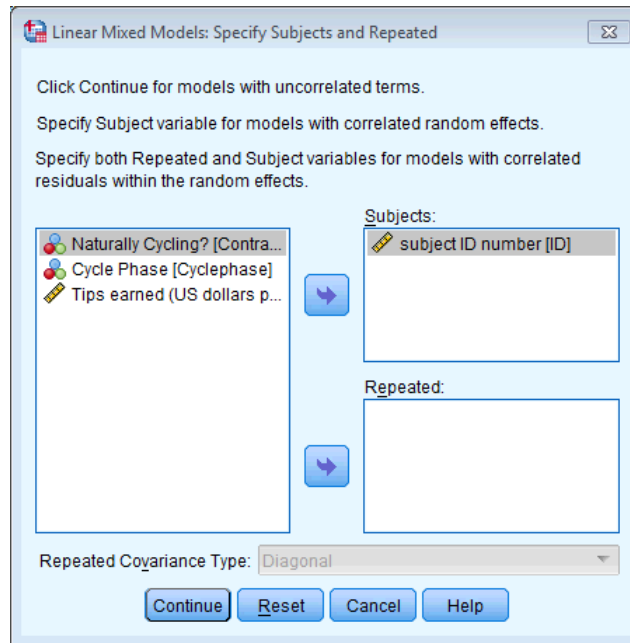 Linear Mixed Models: Specify Subjects and Repeated
Click Continue for models with uncorrelated terms.
Specify Subject variable for models with correlated random effects.
Specify both Repeated and Subject variables for models with correlated
residuals within the random effects.
Naturally Cycling? [Contra...
Cycle Phase [Cyclephase]
Tips earned (US dollars p...
Subjects:
subject ID number [ID]
Repeated:
Repeated Covariance Type: Diagonal
Continue Reset Cancel Help